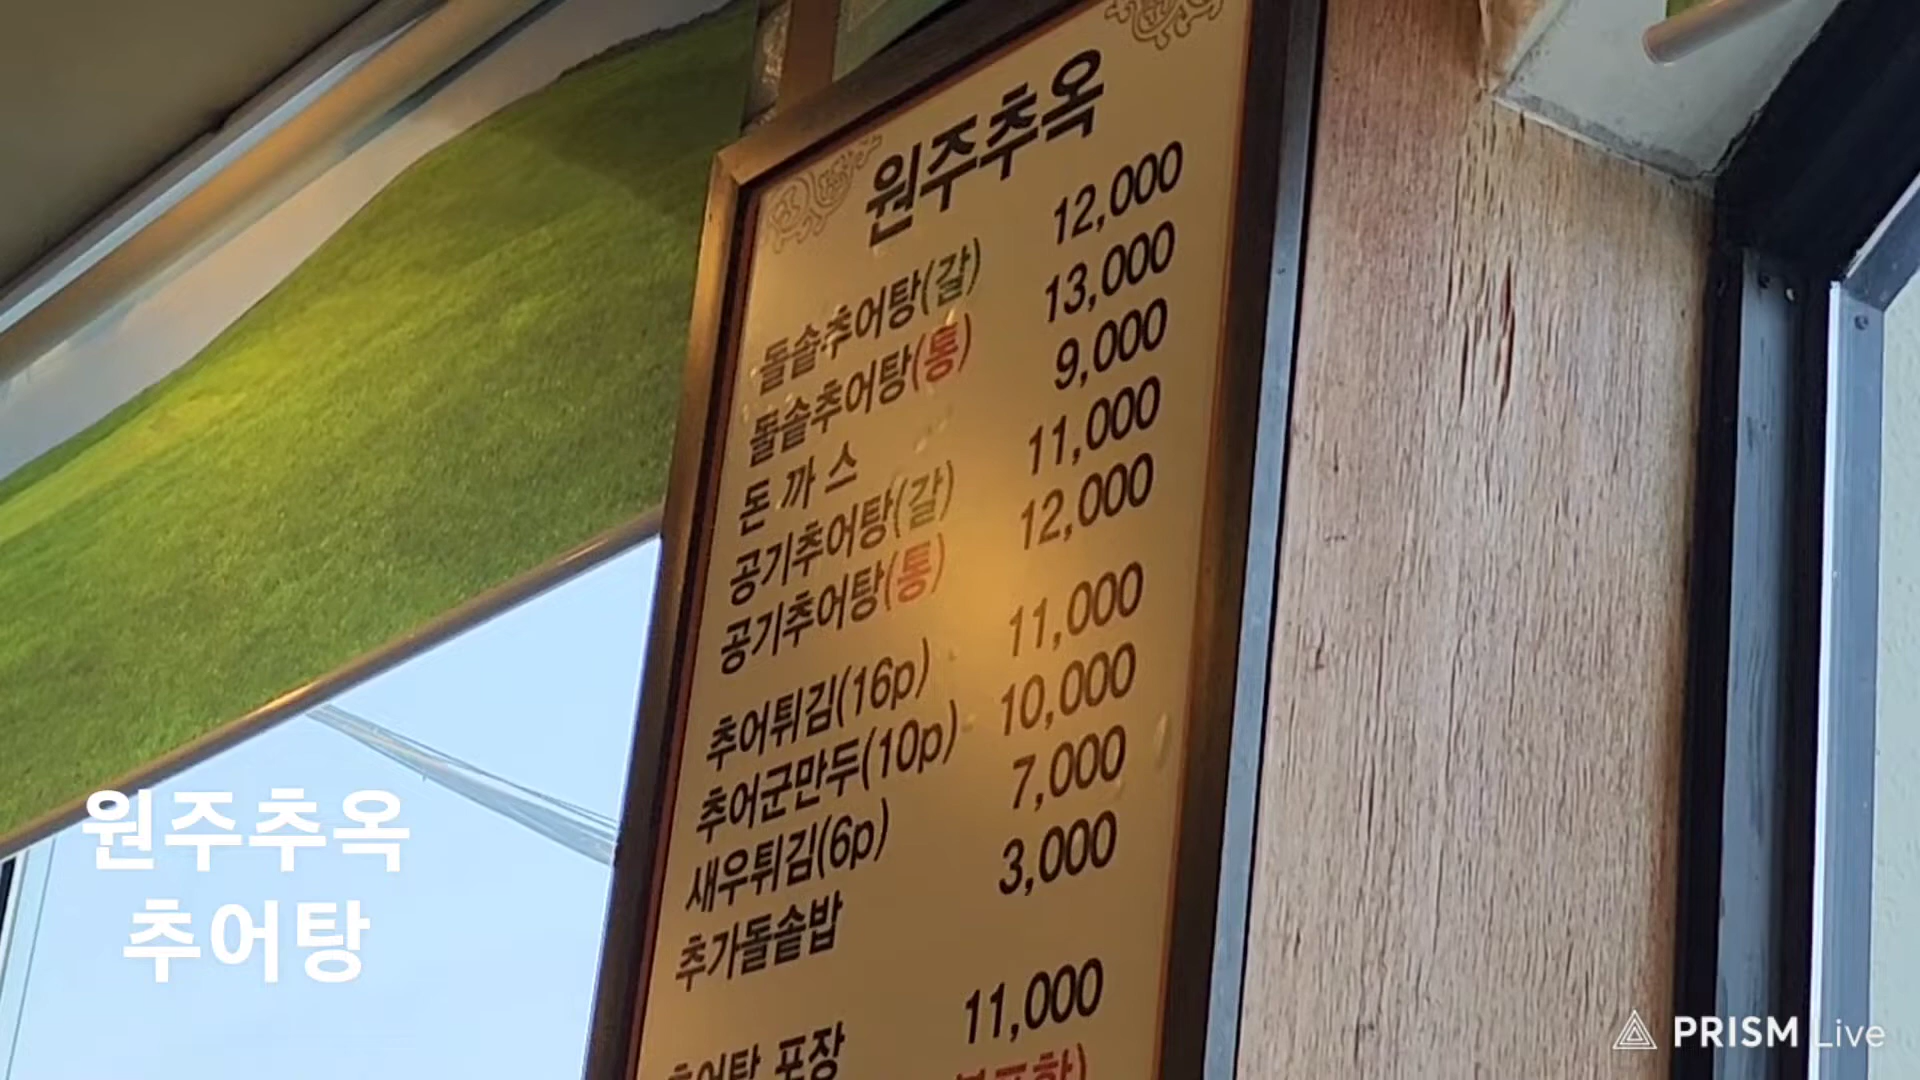 원주추옥
돌솥추어탕(갈) 12,000
돌솥추어탕(통) 13,000
돈까스 9,000
공기추어탕(갈) 11,000
공기추어탕(통) 12,000
추어튀김(16p) 11,000
추어군만두(10p) 10,000
새우튀김(6p) 7,000
추가돌솥밥 3,000
추어탕 포장 11,000
원주추옥
추어탕
PRISM Live